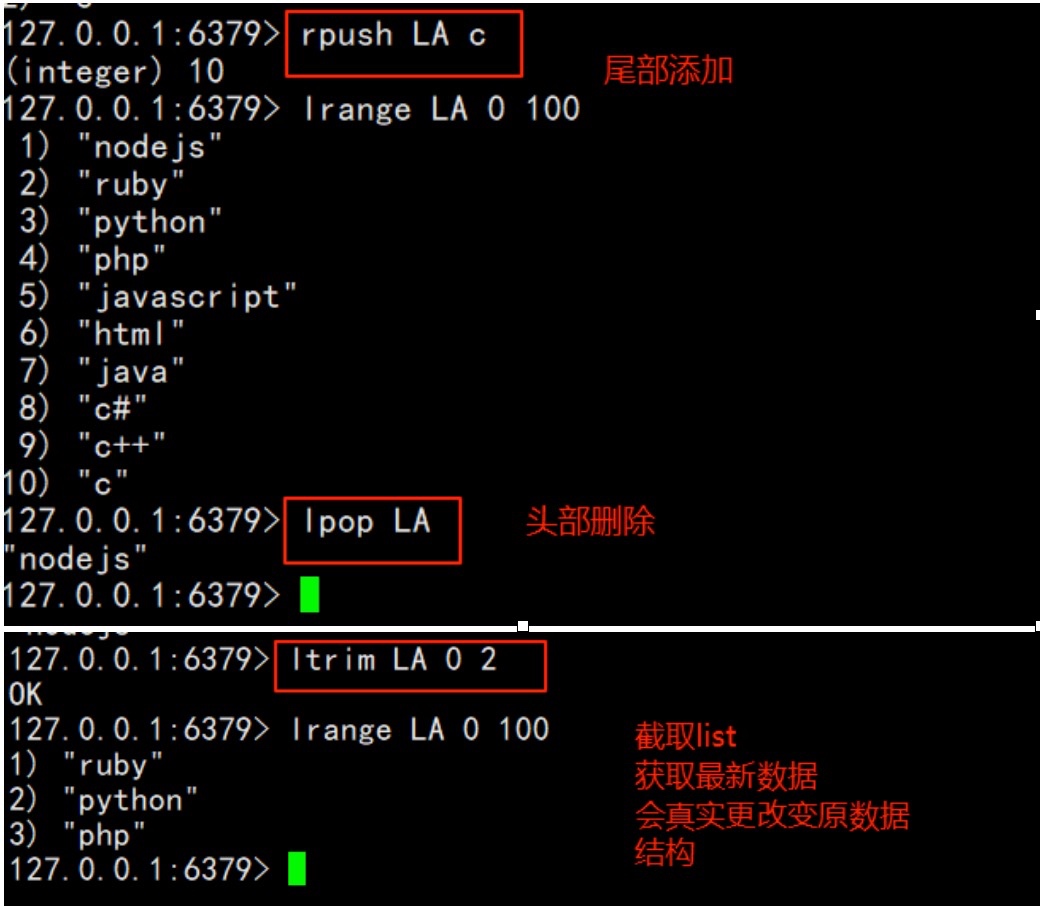 127.0.0.1:6379> rpush LA c
(integer) 10
尾部添加
127.0.0.1:6379> lrange LA 0 100
1) "nodejs"
2) "ruby"
3) "python"
4) "php"
5) "javascript"
6) "html"
7) "java"
8) "c#"
9) "c++"
10) "c"
127.0.0.1:6379> lpop LA
头部删除
"nodejs"
127.0.0.1:6379>
127.0.0.1:6379> ltrim LA 0 2
OK
127.0.0.1:6379> lrange LA 0 100
1) "ruby"
2) "python"
3) "php"
127.0.0.1:6379>
截取list
获取最新数据
会真实更改变原数据
结构